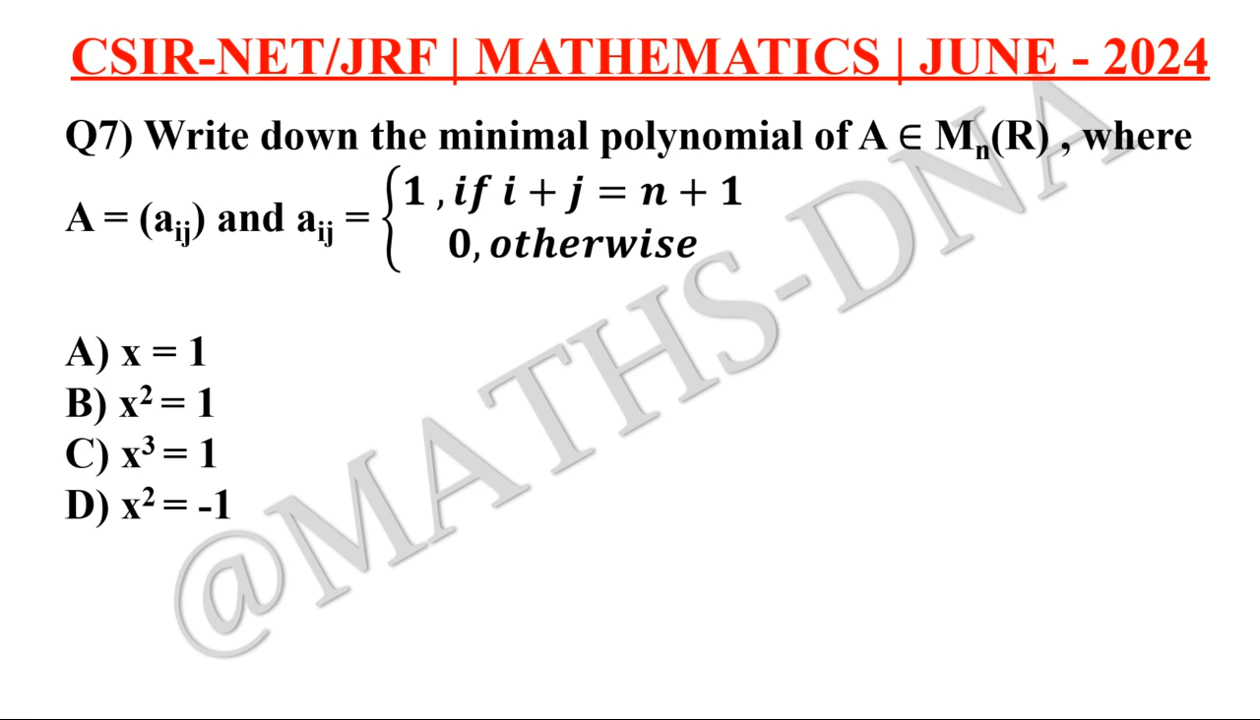 CSIR-NET/JRF | MATHEMATICS | JUNE - 2024
Q7) Write down the minimal polynomial of A ∈ Mₙ(R) , where
A = (aᵢⱼ) and aᵢⱼ = { 1 , if i + j = n + 1
0, otherwise
A) x = 1
B) x² = 1
C) x³ = 1
D) x² = -1
@MATHS-DNA